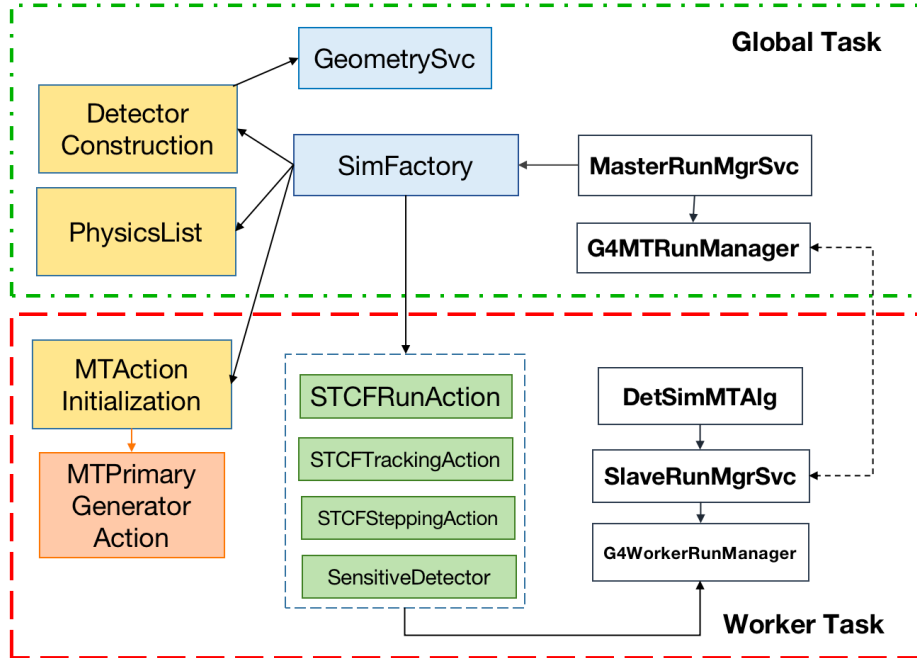 Global Task
GeometrySvc
Detector
Construction
SimFactory
MasterRunMgrSvc
PhysicsList
G4MTRunManager
MTAction
Initialization
STCFRunAction
DetSimMTAlg
MTPrimary
Generator
Action
STCFTrackingAction
SlaveRunMgrSvc
STCFSteppingAction
G4WorkerRunManager
SensitiveDetector
Worker Task